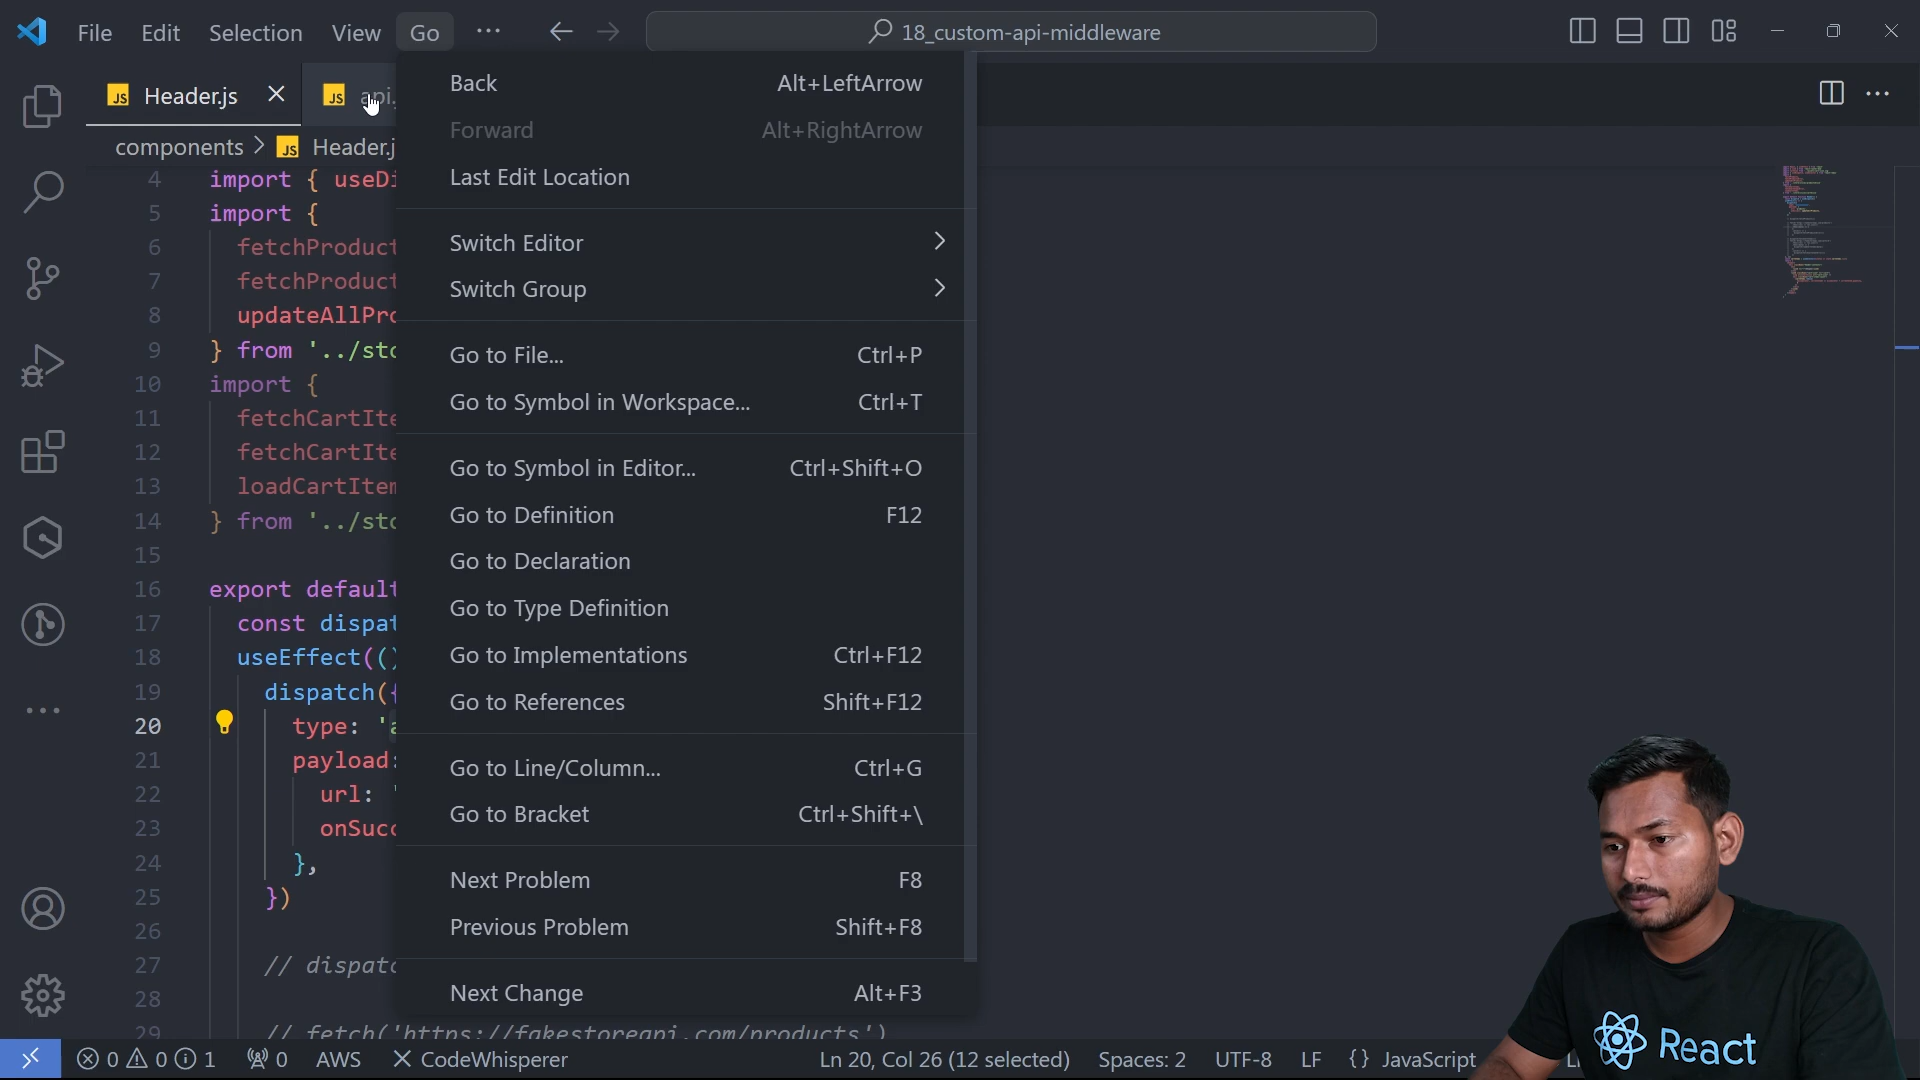 File Edit Selection View Go ··· 18_custom-api-middleware
JS Header.js JS api.
components > JS Header.j
4 import { useDi
5 import {
6 fetchProduct
7 fetchProduct
8 updateAllPro
9 } from '../sto
10 import {
11 fetchCartIte
12 fetchCartIte
13 loadCartItem
14 } from '../sto
15
16 export default
17 const dispat
18 useEffect(()
19 dispatch({
20 type: 'a
21 payload:
22 url: '
23 onSucc
24 },
25 })
26
27 // dispatc
28
29 // fetch('https://fakestoreapi.com/products')
Back Alt+LeftArrow
Forward Alt+RightArrow
Last Edit Location
Switch Editor >
Switch Group >
Go to File... Ctrl+P
Go to Symbol in Workspace... Ctrl+T
Go to Symbol in Editor... Ctrl+Shift+O
Go to Definition F12
Go to Declaration
Go to Type Definition
Go to Implementations Ctrl+F12
Go to References Shift+F12
Go to Line/Column... Ctrl+G
Go to Bracket Ctrl+Shift+\
Next Problem F8
Previous Problem Shift+F8
Next Change Alt+F3
0 0 1 0 AWS CodeWhisperer Ln 20, Col 26 (12 selected) Spaces: 2 UTF-8 LF {} JavaScript
React